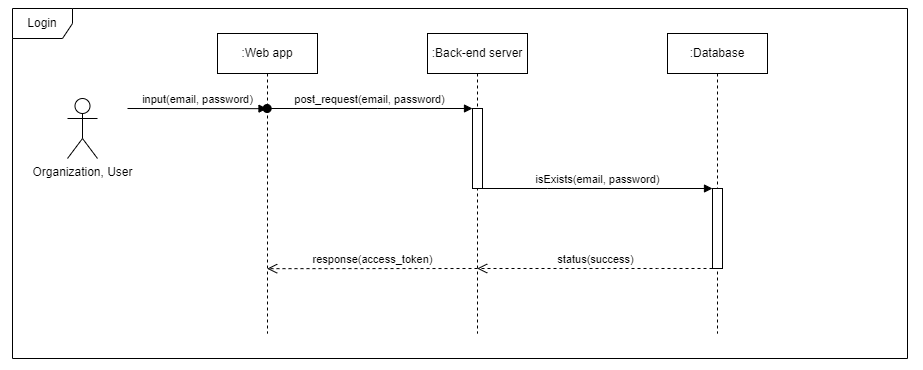 Login
:Web app
:Back-end server
:Database
input(email, password)
post_request(email, password)
Organization, User
isExists(email, password)
response(access_token)
status(success)